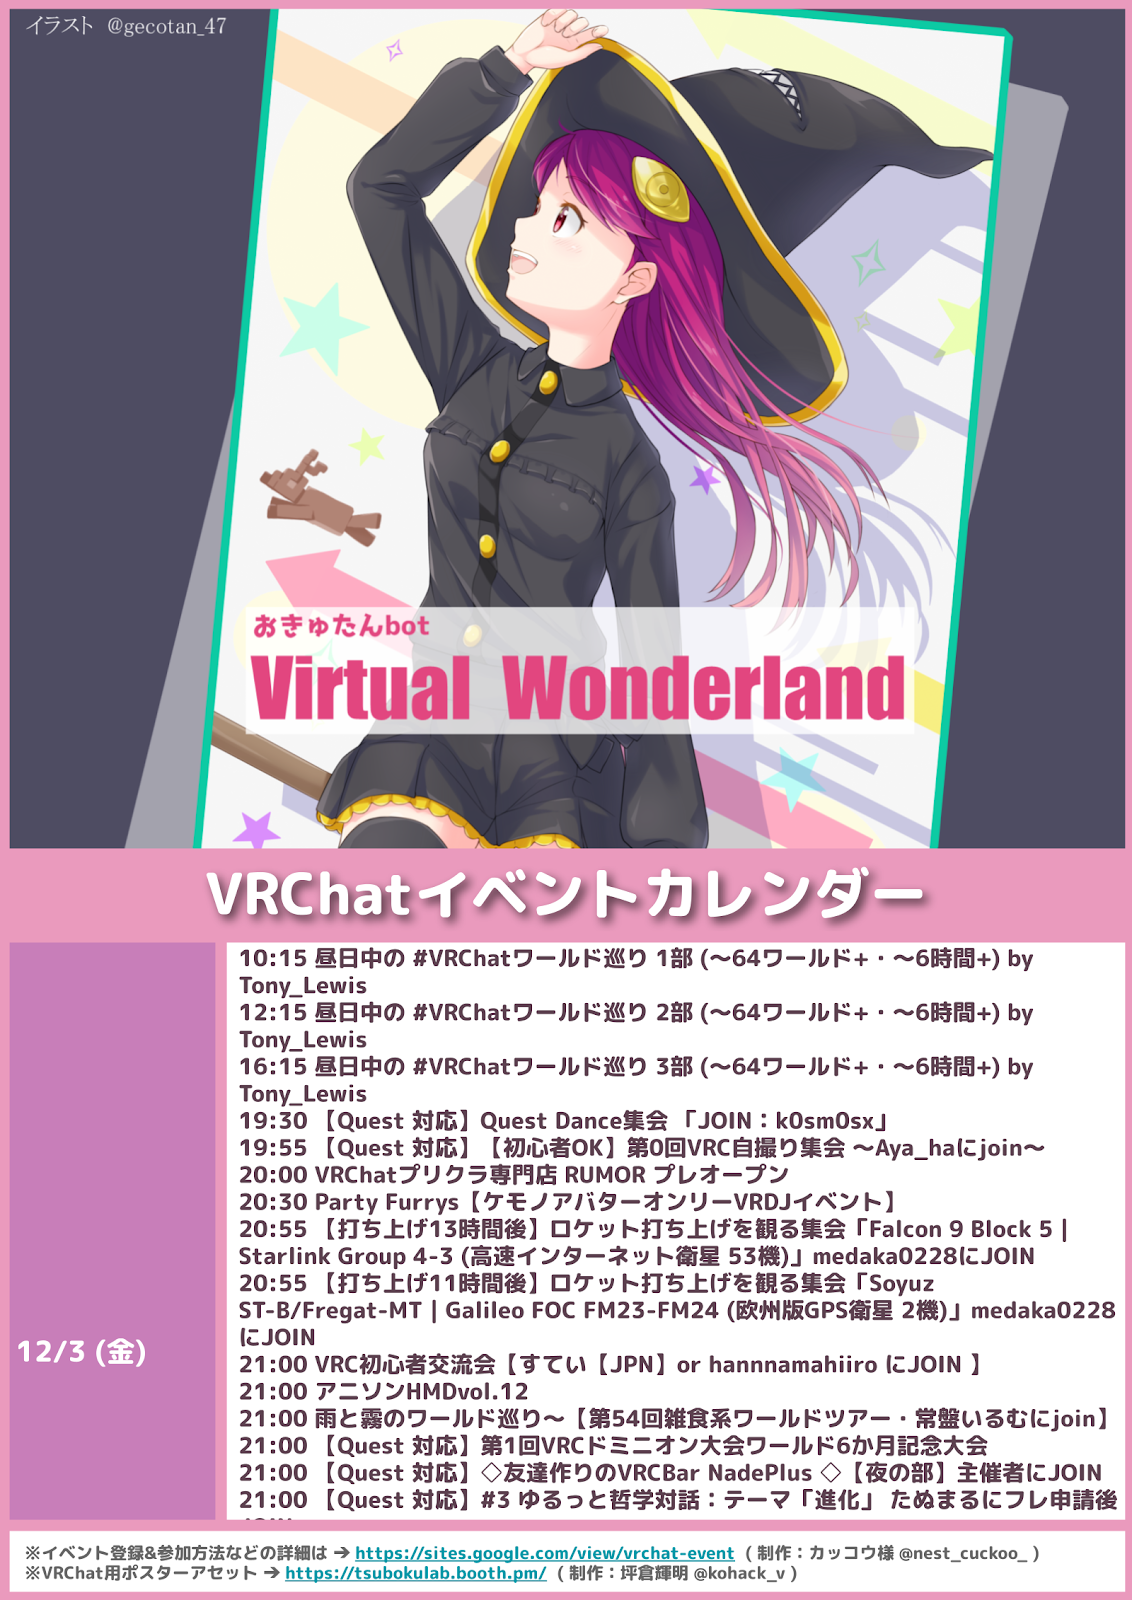 イラスト @gecotan_47
おきゅたんbot
Virtual Wonderland
VRChatイベントカレンダー
12/3 (金)
10:15 昼日中の #VRChatワールド巡り 1部 (～64ワールド+・～6時間+) by
Tony_Lewis
12:15 昼日中の #VRChatワールド巡り 2部 (～64ワールド+・～6時間+) by
Tony_Lewis
16:15 昼日中の #VRChatワールド巡り 3部 (～64ワールド+・～6時間+) by
Tony_Lewis
19:30 【Quest 対応】Quest Dance集会 「JOIN：k0sm0sx」
19:55 【Quest 対応】【初心者OK】第0回VRC自撮り集会 ～Aya_haにjoin～
20:00 VRChatプリクラ専門店 RUMOR プレオープン
20:30 Party Furrys【ケモノアバターオンリーVRDJイベント】
20:55 【打ち上げ13時間後】ロケット打ち上げを観る集会「Falcon 9 Block 5 |
Starlink Group 4-3 (高速インターネット衛星 53機)」medaka0228にJOIN
20:55 【打ち上げ11時間後】ロケット打ち上げを観る集会「Soyuz
ST-B/Fregat-MT | Galileo FOC FM23-FM24 (欧州版GPS衛星 2機)」medaka0228
にJOIN
21:00 VRC初心者交流会【すてぃ【JPN】or hannnamahiiro にJOIN 】
21:00 アニソンHMDvol.12
21:00 雨と霧のワールド巡り～【第54回雑食系ワールドツアー・常盤いるむにjoin】
21:00 【Quest 対応】第1回VRCドミニオン大会ワールド6か月記念大会
21:00 【Quest 対応】◇友達作りのVRCBar NadePlus ◇【夜の部】主催者にJOIN
21:00 【Quest 対応】#3 ゆるっと哲学対話：テーマ「進化」 たぬまるにフレ申請後
※イベント登録&参加方法などの詳細は ➔ https://sites.google.com/view/vrchat-event ( 制作：カッコウ様 @nest_cuckoo_ )
※VRChat用ポスターアセット ➔ https://tsubokulab.booth.pm/ ( 制作：坪倉輝明 @kohack_v )